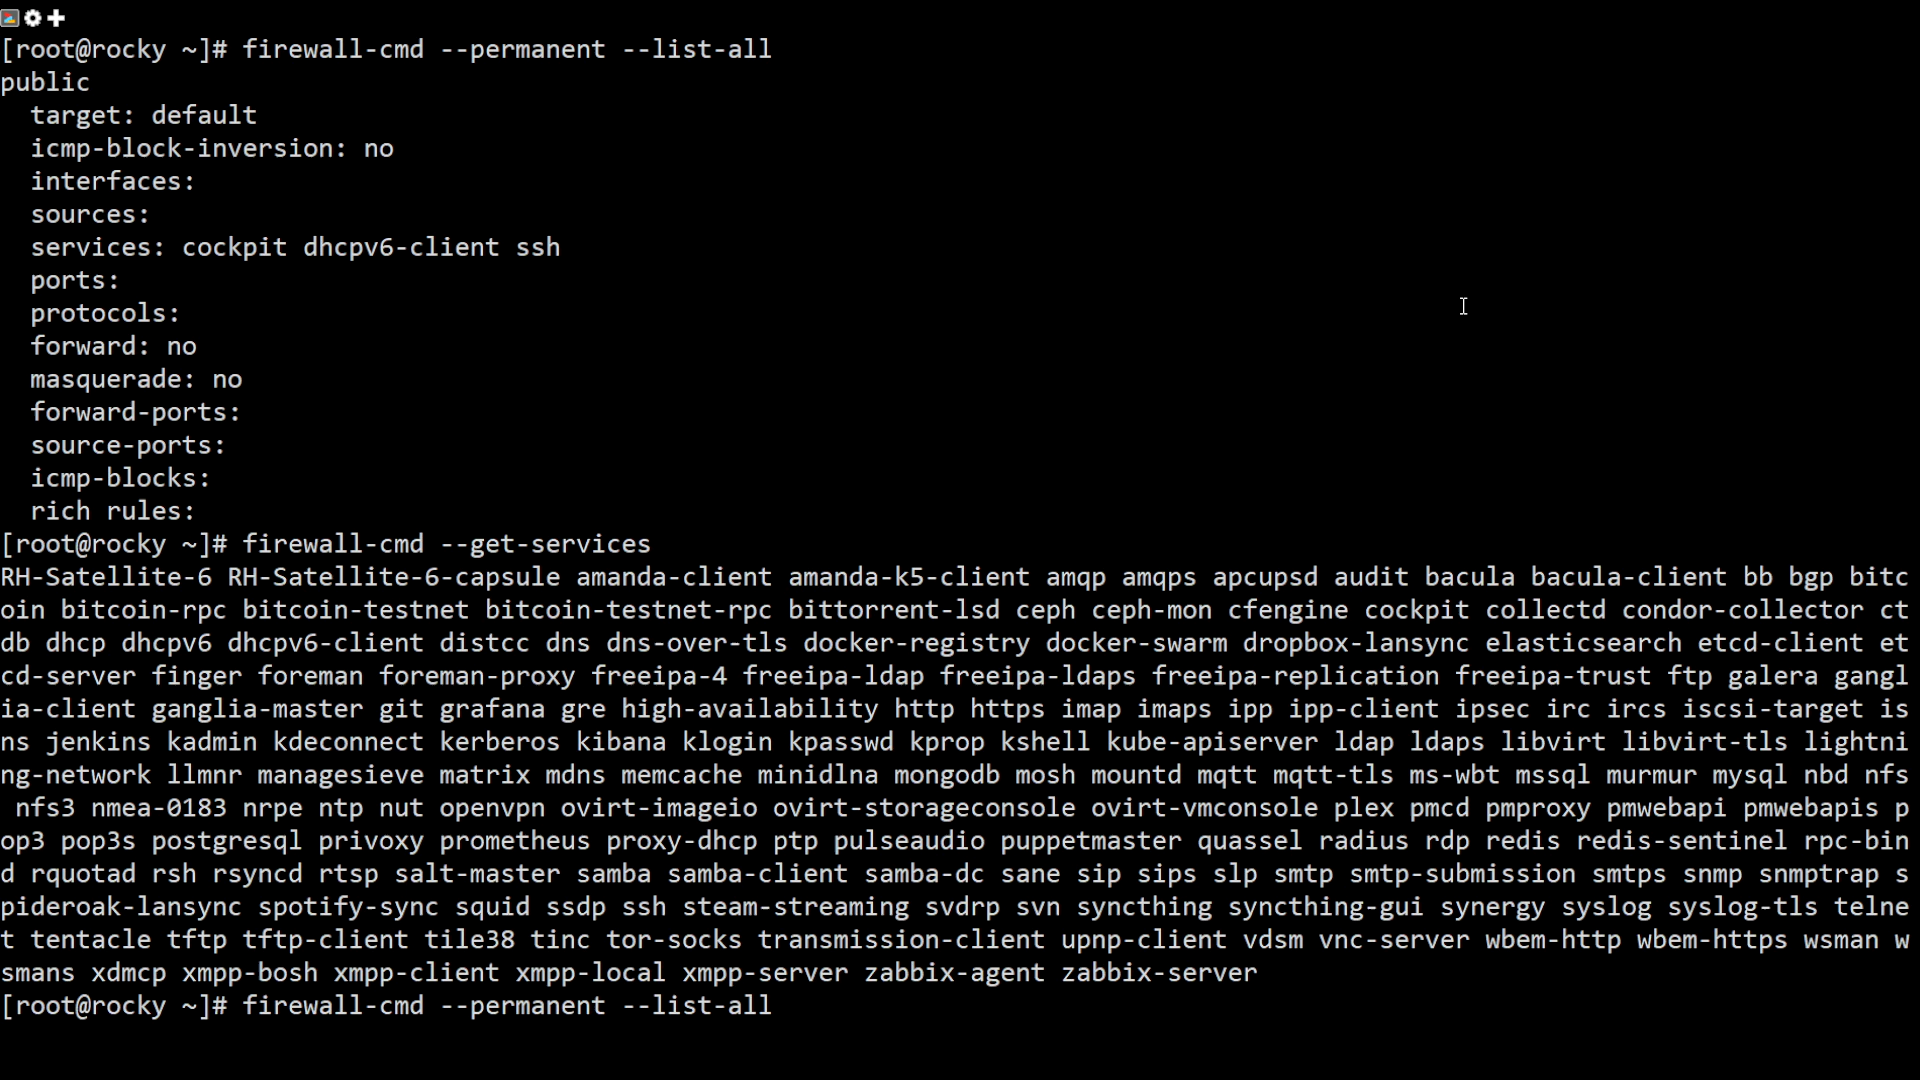 [root@rocky ~]# firewall-cmd --permanent --list-all
public
  target: default
  icmp-block-inversion: no
  interfaces:
  sources:
  services: cockpit dhcpv6-client ssh
  ports:
  protocols:
  forward: no
  masquerade: no
  forward-ports:
  source-ports:
  icmp-blocks:
  rich rules:
[root@rocky ~]# firewall-cmd --get-services
RH-Satellite-6 RH-Satellite-6-capsule amanda-client amanda-k5-client amqp amqps apcupsd audit bacula bacula-client bb bgp bitc
oin bitcoin-rpc bitcoin-testnet bitcoin-testnet-rpc bittorrent-lsd ceph ceph-mon cfengine cockpit collectd condor-collector ct
db dhcp dhcpv6 dhcpv6-client distcc dns dns-over-tls docker-registry docker-swarm dropbox-lansync elasticsearch etcd-client et
cd-server finger foreman foreman-proxy freeipa-4 freeipa-ldap freeipa-ldaps freeipa-replication freeipa-trust ftp galera gangl
ia-client ganglia-master git grafana gre high-availability http https imap imaps ipp ipp-client ipsec irc ircs iscsi-target is
ns jenkins kadmin kdeconnect kerberos kibana klogin kpasswd kprop kshell kube-apiserver ldap ldaps libvirt libvirt-tls lightni
ng-network llmnr managesieve matrix mdns memcache minidlna mongodb mosh mountd mqtt mqtt-tls ms-wbt mssql murmur mysql nbd nfs
 nfs3 nmea-0183 nrpe ntp nut openvpn ovirt-imageio ovirt-storageconsole ovirt-vmconsole plex pmcd pmproxy pmwebapi pmwebapis p
op3 pop3s postgresql privoxy prometheus proxy-dhcp ptp pulseaudio puppetmaster quassel radius rdp redis redis-sentinel rpc-bin
d rquotad rsh rsyncd rtsp salt-master samba samba-client samba-dc sane sip sips slp smtp smtp-submission smtps snmp snmptrap s
pideroak-lansync spotify-sync squid ssdp ssh steam-streaming svdrp svn syncthing syncthing-gui synergy syslog syslog-tls telne
t tentacle tftp tftp-client tile38 tinc tor-socks transmission-client upnp-client vdsm vnc-server wbem-http wbem-https wsman w
smans xdmcp xmpp-bosh xmpp-client xmpp-local xmpp-server zabbix-agent zabbix-server
[root@rocky ~]# firewall-cmd --permanent --list-all